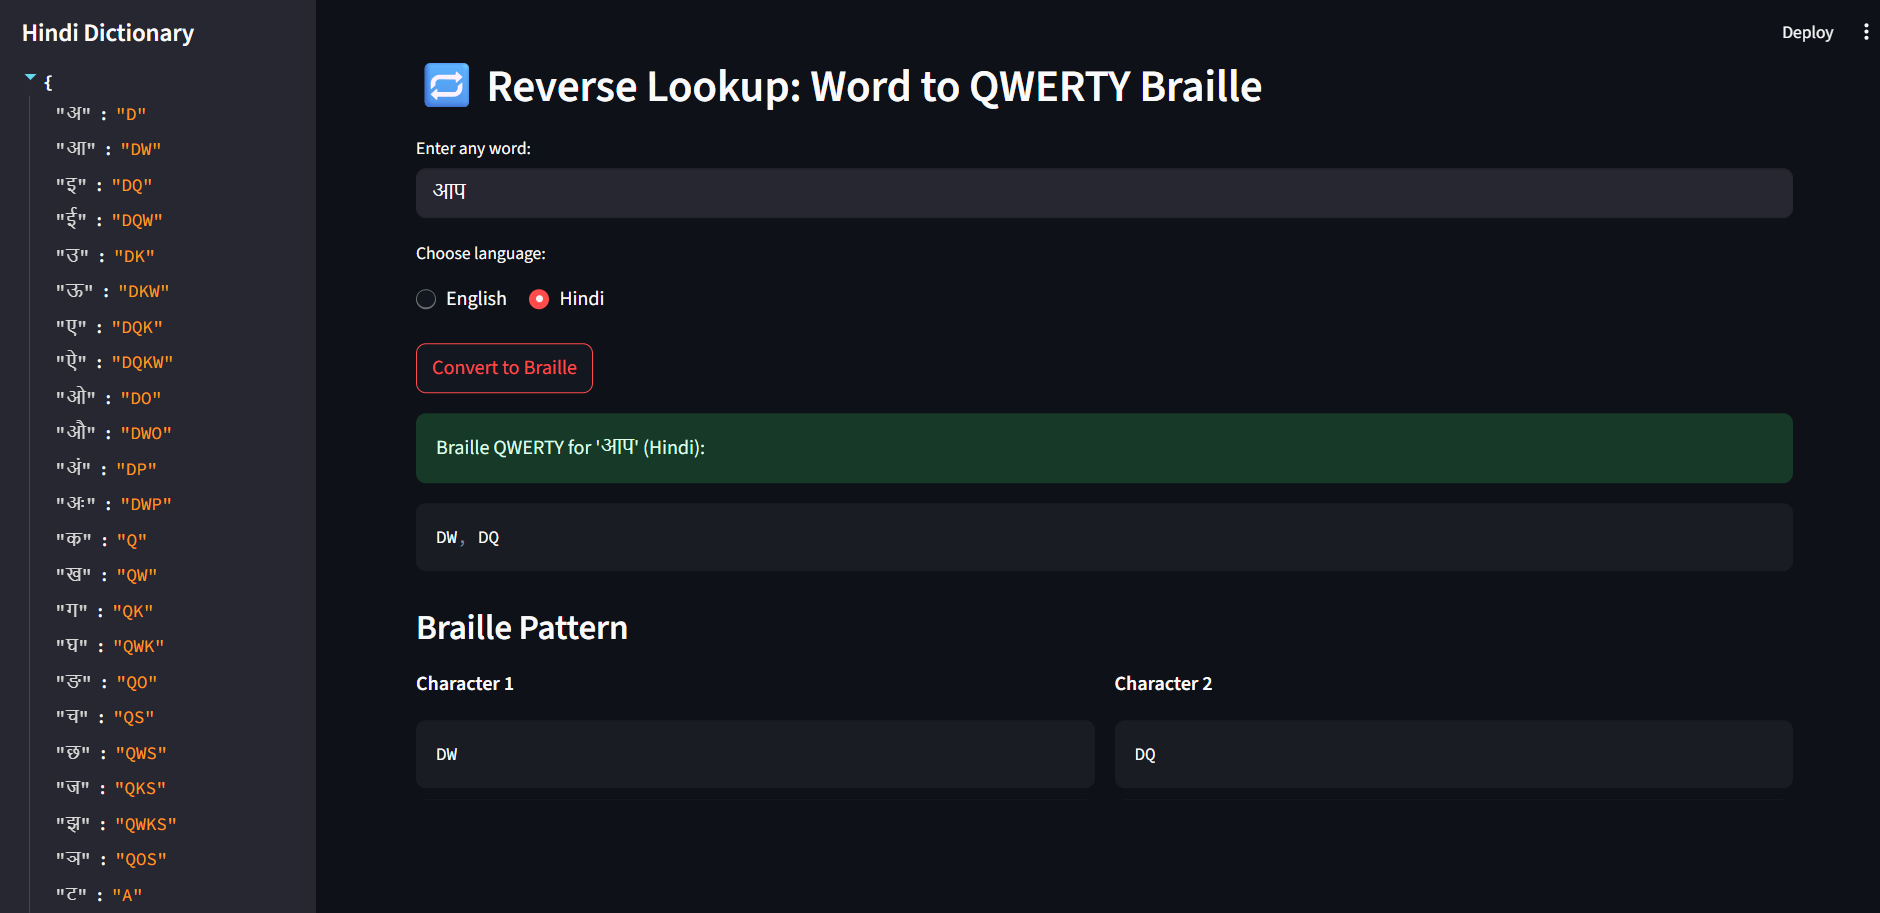 Hindi Dictionary
{
"अ" : "D"
"आ" : "DW"
"इ" : "DQ"
"ई" : "DQW"
"उ" : "DK"
"ऊ" : "DKW"
"ए" : "DQK"
"ऐ" : "DQKW"
"ओ" : "DO"
"औ" : "DWO"
"अं" : "DP"
"अः" : "DWP"
"क" : "Q"
"ख" : "QW"
"ग" : "QK"
"घ" : "QWK"
"ङ" : "QO"
"च" : "QS"
"छ" : "QWS"
"ज" : "QKS"
"झ" : "QWKS"
"ञ" : "QOS"
"ट" : "A"
Deploy
Reverse Lookup: Word to QWERTY Braille
Enter any word:
आप
Choose language:
English Hindi
Convert to Braille
Braille QWERTY for 'आप' (Hindi):
DW, DQ
Braille Pattern
Character 1 Character 2
DW DQ